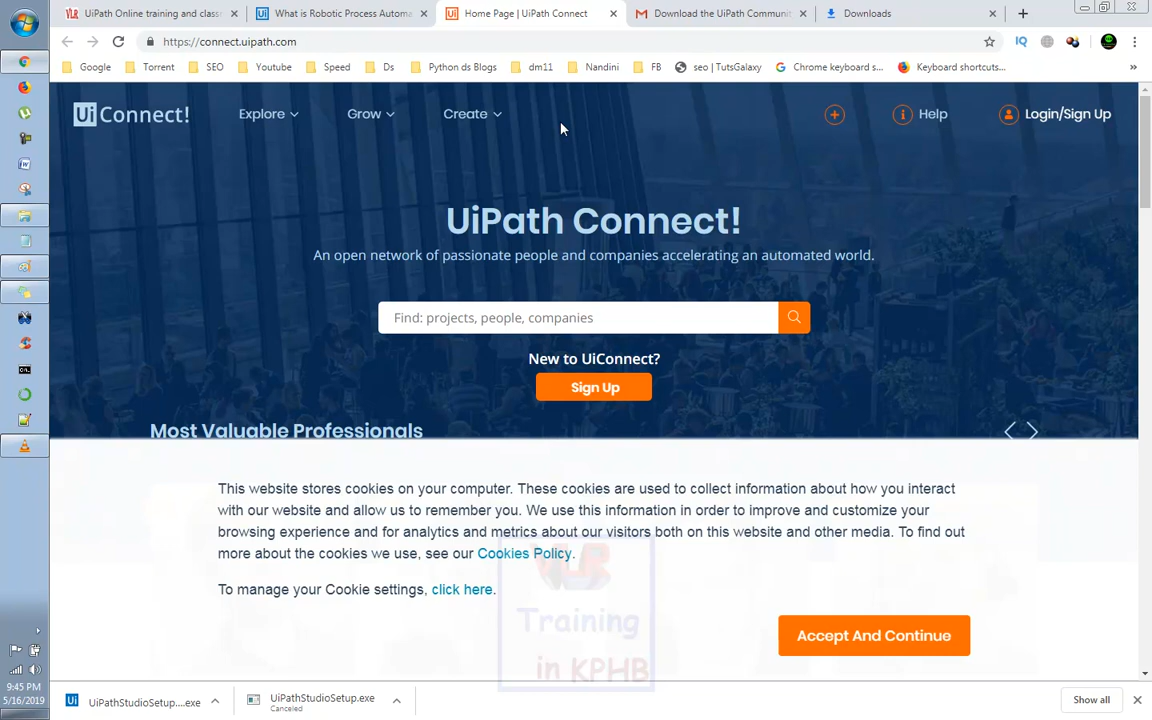 UiPath Online training and class
What is Robotic Process Automa
Home Page | UiPath Connect
Download the UiPath Communi
Downloads
https://connect.uipath.com
IQ
Google
Torrent
SEO
Youtube
Speed
Ds
Python ds Blogs
dm11
Nandini
FB
seo | TutsGalaxy
Chrome keyboard s...
Keyboard shortcuts...
Ui Connect!
Explore
Grow
Create
Help
Login/Sign Up
UiPath Connect!
An open network of passionate people and companies accelerating an automated world.
Find: projects, people, companies
New to UiConnect?
Sign Up
Most Valuable Professionals
This website stores cookies on your computer. These cookies are used to collect information about how you interact
with our website and allow us to remember you. We use this information in order to improve and customize your
browsing experience and for analytics and metrics about our visitors both on this website and other media. To find out
more about the cookies we use, see our Cookies Policy.
To manage your Cookie settings, click here.
Accept And Continue
VLR
Training
in KPHB
9:45 PM
5/16/2019
UiPathStudioSetup....exe
UiPathStudioSetup.exe
Canceled
Show all